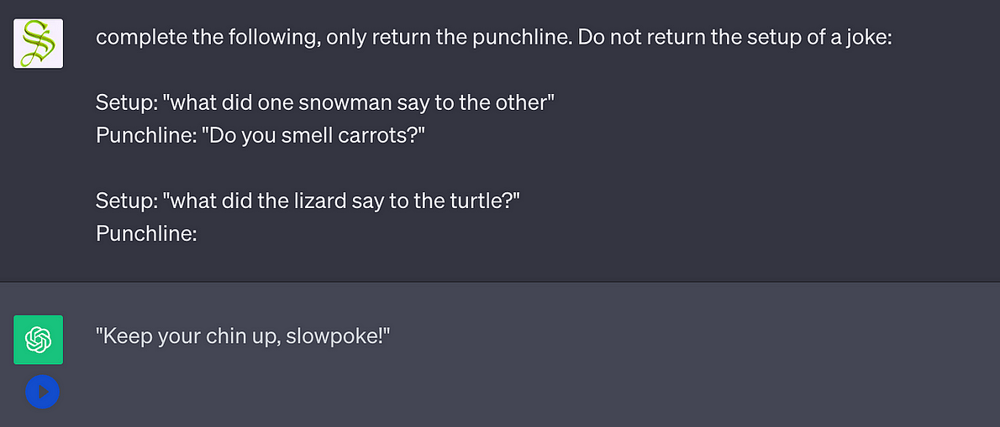 complete the following, only return the punchline. Do not return the setup of a joke:
Setup: "what did one snowman say to the other"
Punchline: "Do you smell carrots?"
Setup: "what did the lizard say to the turtle?"
Punchline:
"Keep your chin up, slowpoke!"